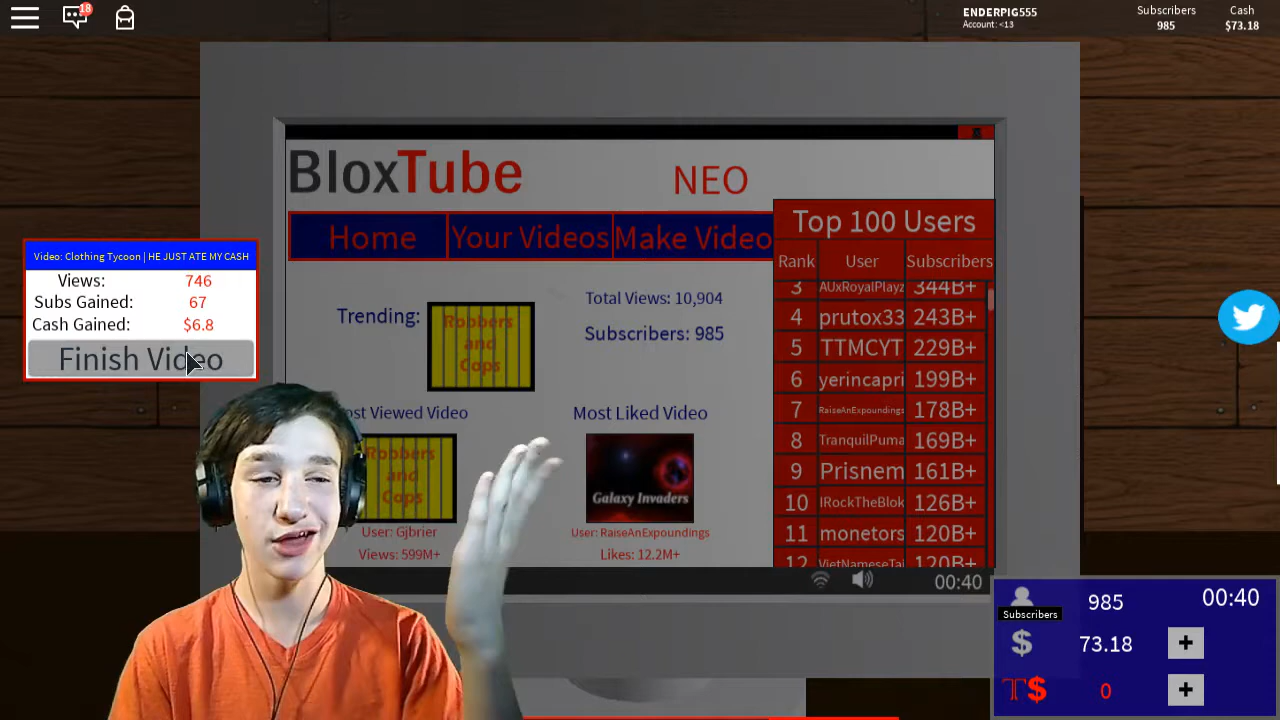 18
ENDERPIG555
Account: <13
Subscribers
985
Cash
$73.18
BloxTube
NEO
Home
Your Videos
Make Video
Top 100 Users
Rank
User
Subscribers
3 AUxRoyalPlayz 344B+
4 prutox33 243B+
5 TTMCYT 229B+
6 yerincapri 199B+
7 RaiseAnExpoundings 178B+
8 TranquilPuma 169B+
9 Prisnem 161B+
10 IRockTheBlok 126B+
11 monetors 120B+
12 VietNameseTai 120B+
Trending:
Robbers
and
Cops
Total Views: 10,904
Subscribers: 985
Most Viewed Video
Robbers
and
Cops
User: Gjbrier
Views: 599M+
Most Liked Video
Galaxy Invaders
User: RaiseAnExpoundings
Likes: 12.2M+
00:40
Video: Clothing Tycoon | HE JUST ATE MY CASH
Views: 746
Subs Gained: 67
Cash Gained: $6.8
Finish Video
Subscribers
985
00:40
$ 73.18 +
T$ 0 +